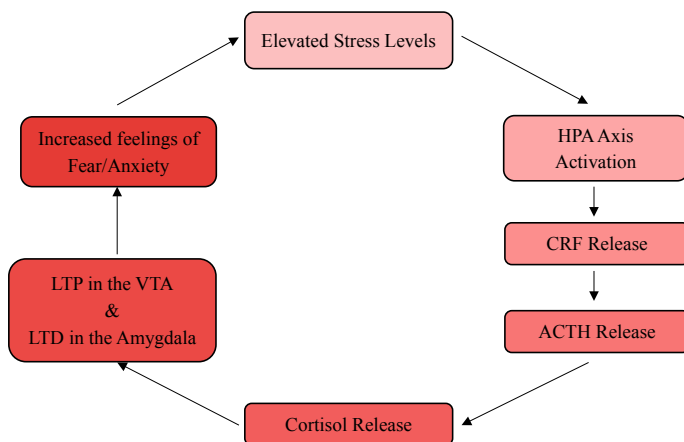 Elevated Stress Levels
HPA Axis
Activation
CRF Release
ACTH Release
Cortisol Release
LTP in the VTA
&
LTD in the Amygdala
Increased feelings of
Fear/Anxiety